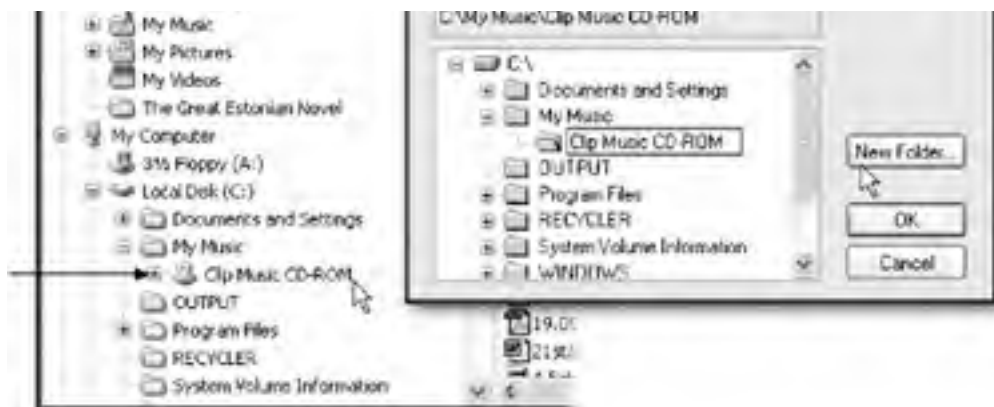 My Music
My Pictures
My Videos
The Great Estonian Novel
My Computer
3½ Floppy (A:)
Local Disk (C:)
Documents and Settings
My Music
Clip Music CD-ROM
OUTPUT
Program Files
RECYCLER
System Volume Information
C:\My Music\Clip Music CD-ROM
C:\
Documents and Settings
My Music
Clip Music CD-ROM
OUTPUT
Program Files
RECYCLER
System Volume Information
WINDOWS
New Folder...
OK
Cancel